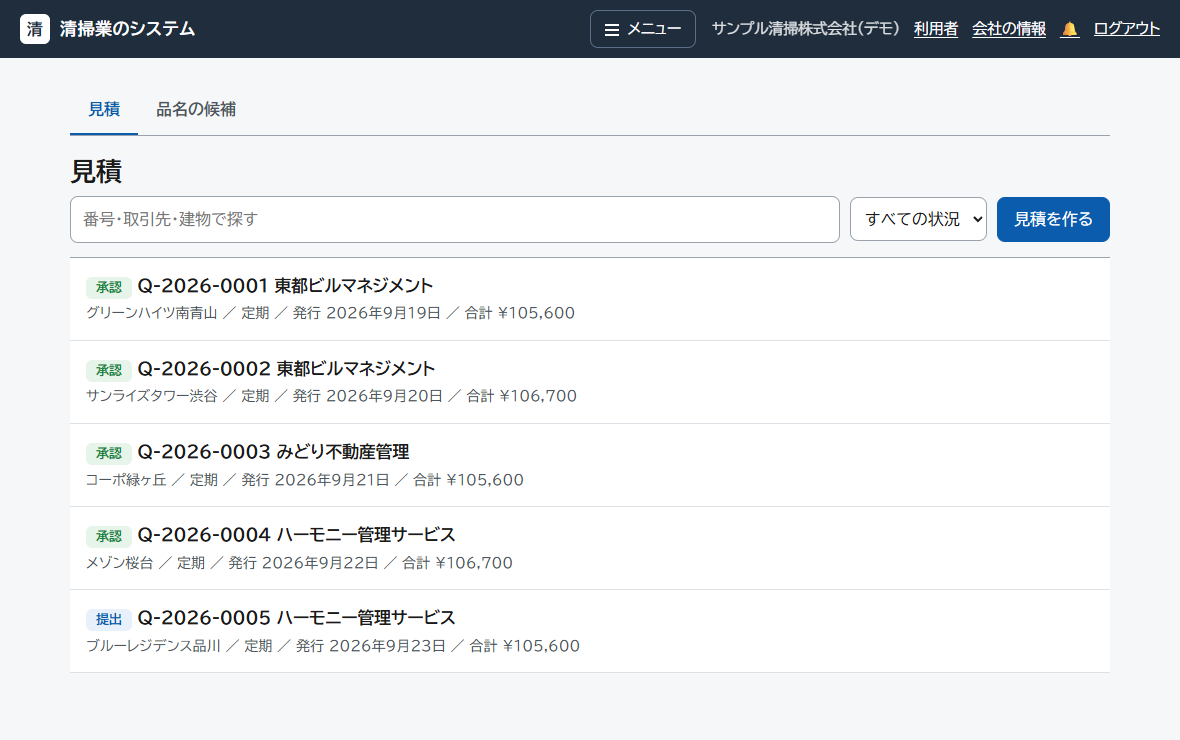 清 清掃業のシステム メニュー サンプル清掃株式会社(デモ) 利用者 会社の情報 ログアウト
見積 品名の候補
見積
番号・取引先・建物で探す すべての状況 見積を作る
承認 Q-2026-0001 東都ビルマネジメント
グリーンハイツ南青山 ／ 定期 ／ 発行 2026年9月19日 ／ 合計 ¥105,600
承認 Q-2026-0002 東都ビルマネジメント
サンライズタワー渋谷 ／ 定期 ／ 発行 2026年9月20日 ／ 合計 ¥106,700
承認 Q-2026-0003 みどり不動産管理
コーポ緑ヶ丘 ／ 定期 ／ 発行 2026年9月21日 ／ 合計 ¥105,600
承認 Q-2026-0004 ハーモニー管理サービス
メゾン桜台 ／ 定期 ／ 発行 2026年9月22日 ／ 合計 ¥106,700
提出 Q-2026-0005 ハーモニー管理サービス
ブルーレジデンス品川 ／ 定期 ／ 発行 2026年9月23日 ／ 合計 ¥105,600